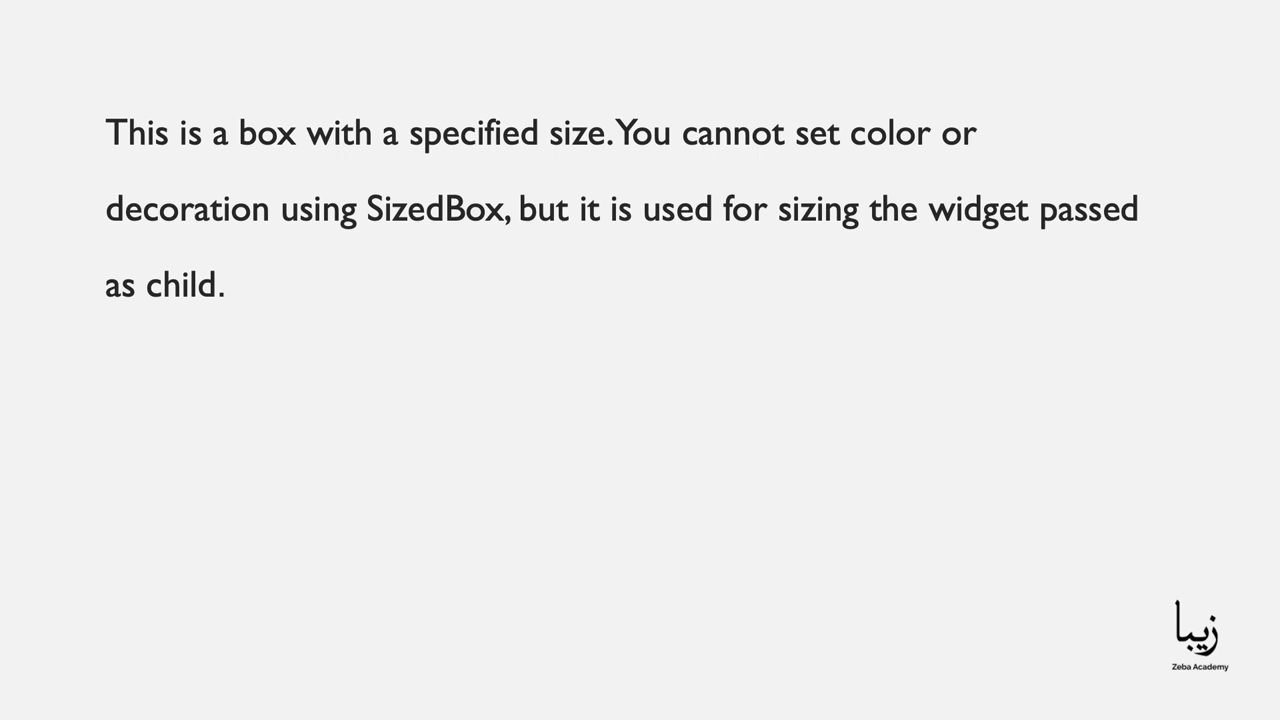 This is a box with a specified size. You cannot set color or
decoration using SizedBox, but it is used for sizing the widget passed
as child.
زیبا
Zeba Academy